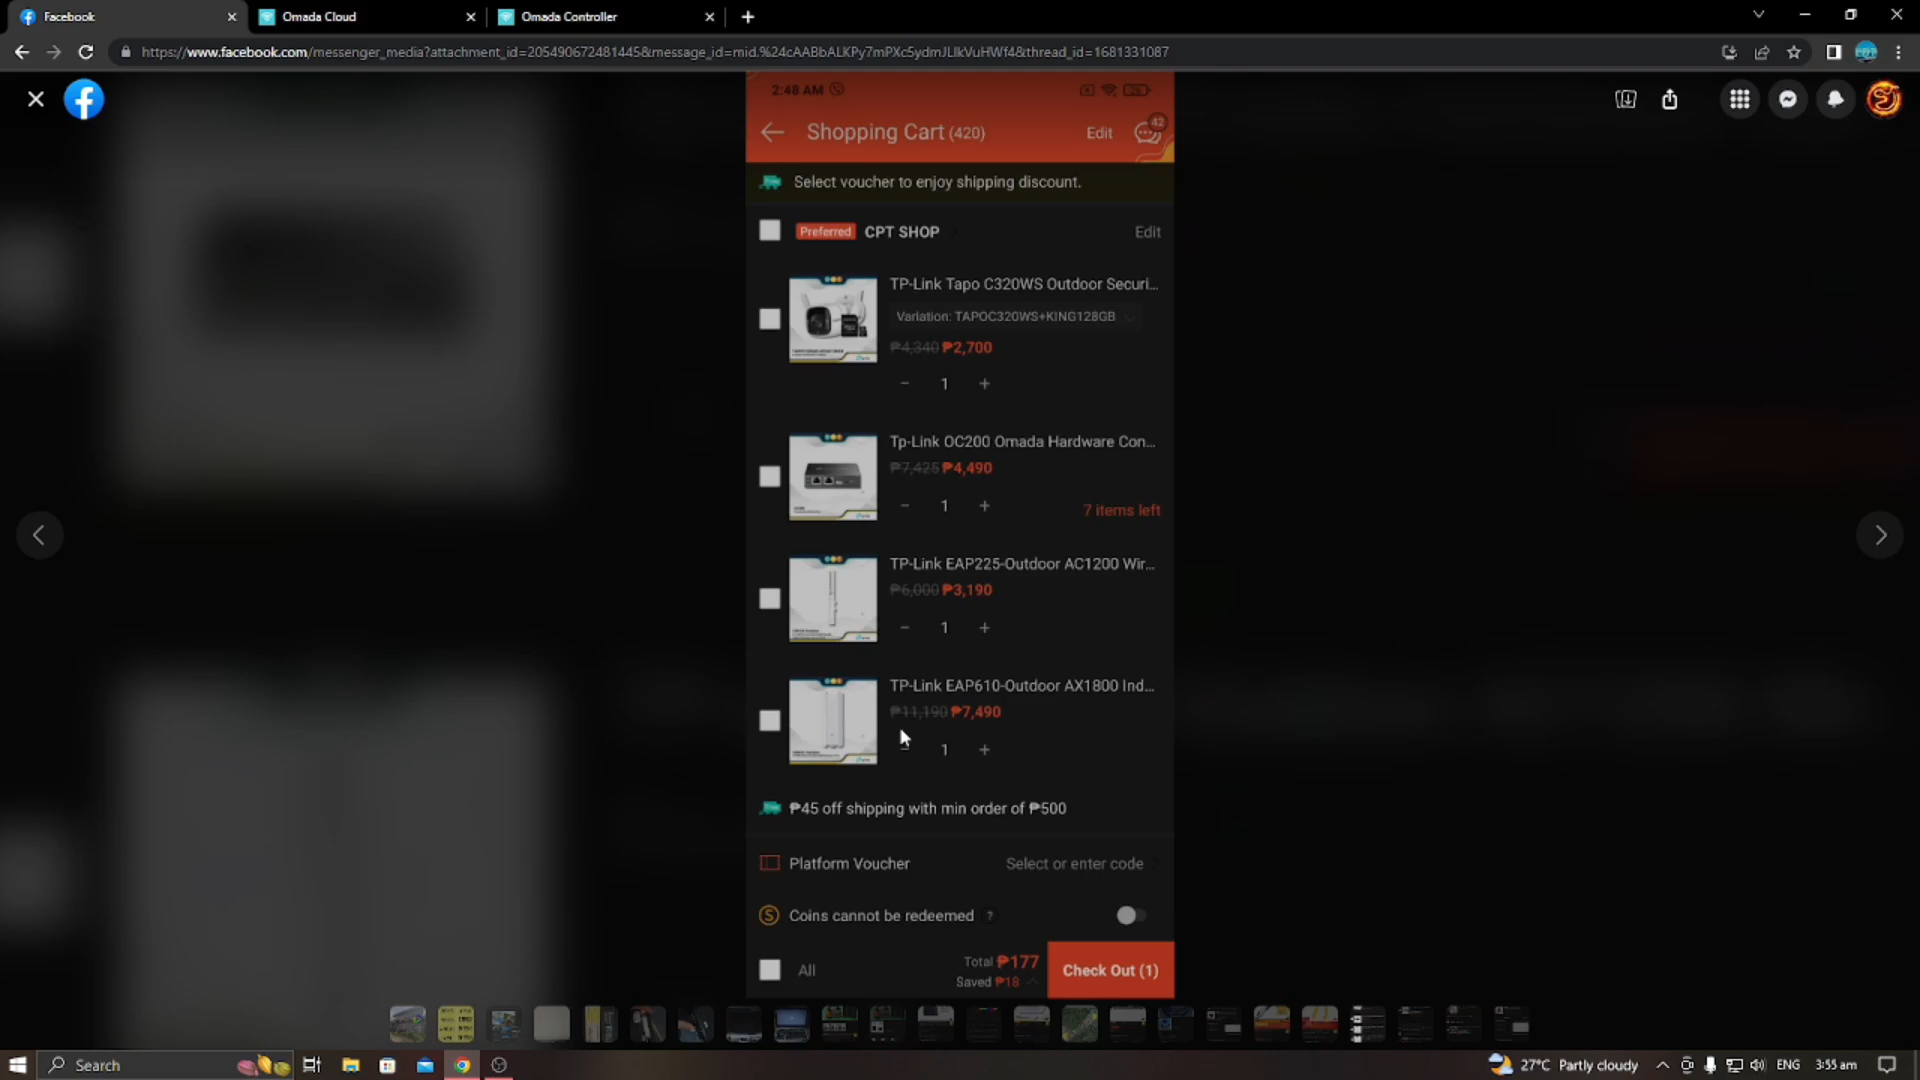 Facebook
Omada Cloud
Omada Controller
https://www.facebook.com/messenger_media?attachment_id=205490672481445&message_id=mid.%24cAABbALKPy7mPXc5ydmJLIkVuHWf4&thread_id=1681331087
2:48 AM
Shopping Cart (420)
Edit
42
Select voucher to enjoy shipping discount.
Preferred CPT SHOP
Edit
TP-Link Tapo C320WS Outdoor Securi...
Variation: TAPOC320WS+KING128GB
₱4,340 ₱2,700
- 1 +
Tp-Link OC200 Omada Hardware Con...
₱7,425 ₱4,490
- 1 +
7 items left
TP-Link EAP225-Outdoor AC1200 Wir...
₱6,000 ₱3,190
- 1 +
TP-Link EAP610-Outdoor AX1800 Ind...
₱11,190 ₱7,490
- 1 +
₱45 off shipping with min order of ₱500
Platform Voucher
Select or enter code
Coins cannot be redeemed ?
All
Total ₱177
Saved ₱18
Check Out (1)
Search
27°C Partly cloudy
ENG
3:55 am